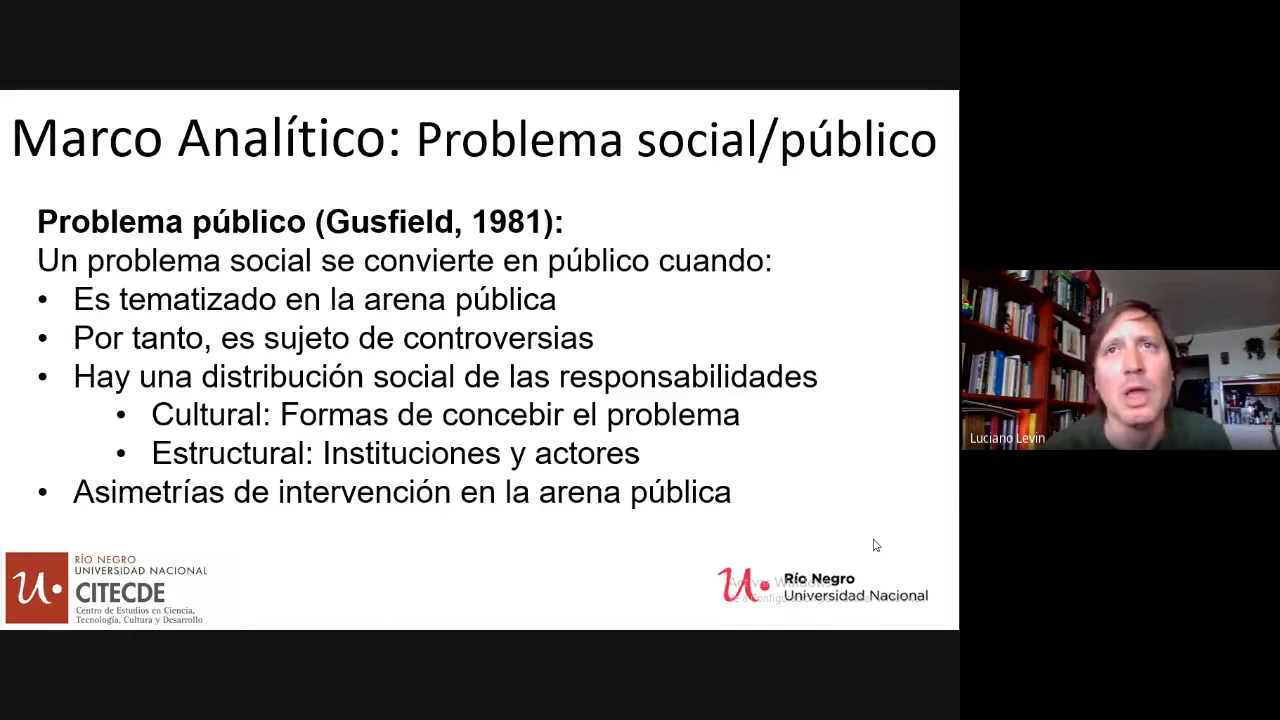 Marco Analítico: Problema social/público
Problema público (Gusfield, 1981):
Un problema social se convierte en público cuando:
• Es tematizado en la arena pública
• Por tanto, es sujeto de controversias
• Hay una distribución social de las responsabilidades
• Cultural: Formas de concebir el problema
• Estructural: Instituciones y actores
• Asimetrías de intervención en la arena pública
RÍO NEGRO
UNIVERSIDAD NACIONAL
CITECDE
Centro de Estudios en Ciencia,
Tecnología, Cultura y Desarrollo
Río Negro
Universidad Nacional
Activar Windows
Luciano Levin